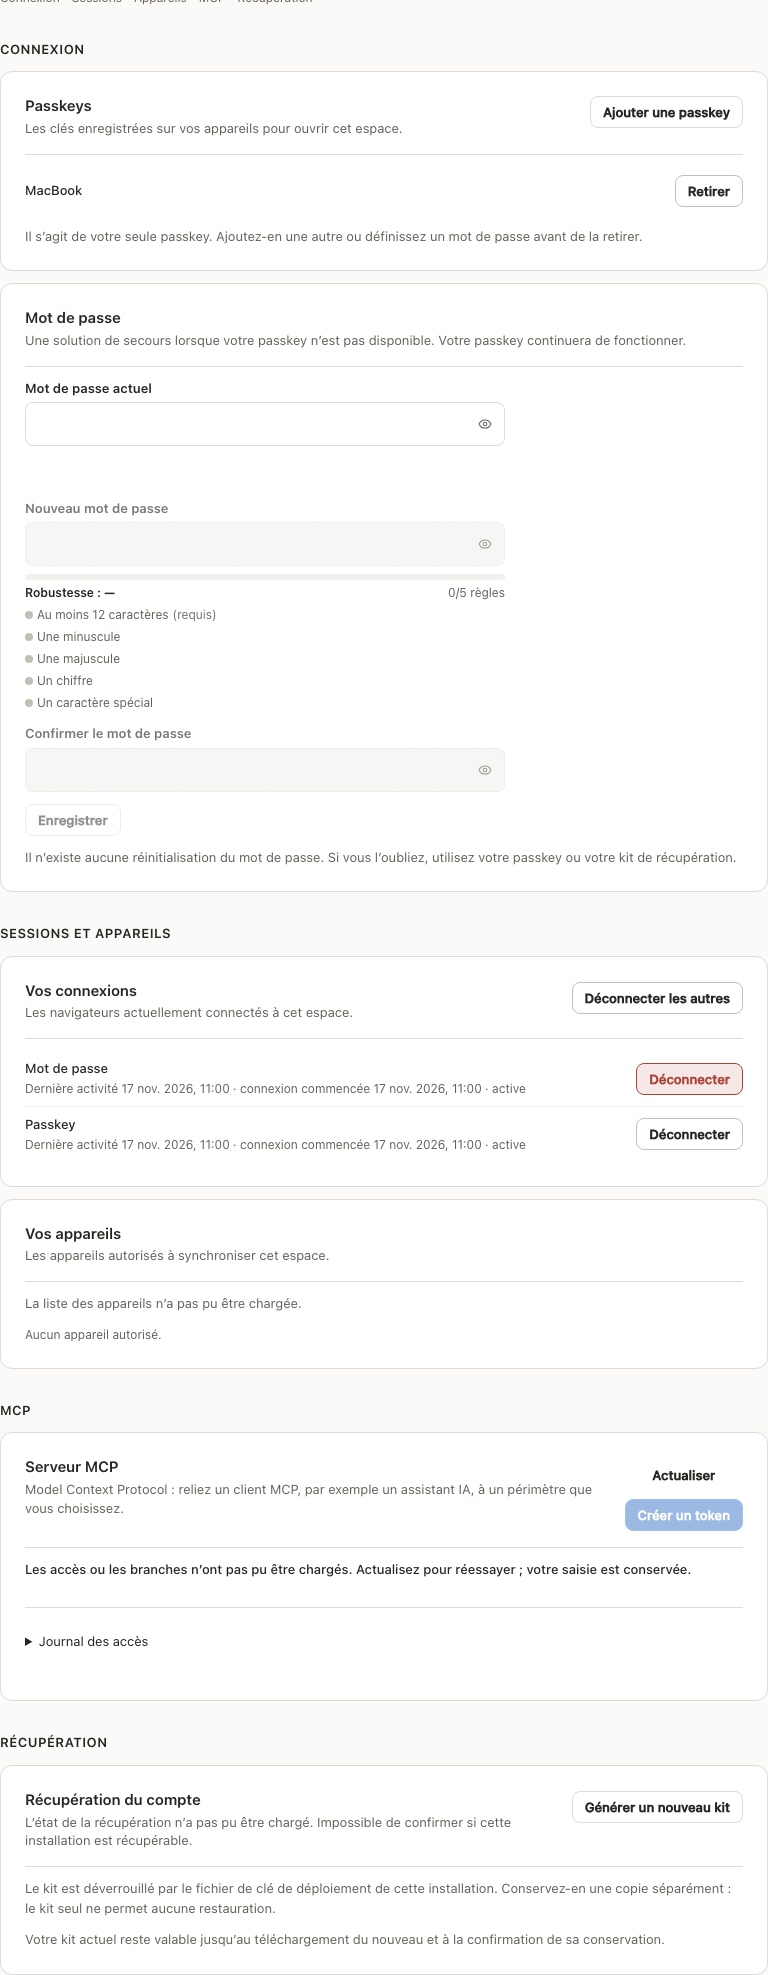 Connexion Sessions Appareils MCP Récupération
CONNEXION
Passkeys
Ajouter une passkey
Les clés enregistrées sur vos appareils pour ouvrir cet espace.
MacBook
Retirer
Il s’agit de votre seule passkey. Ajoutez-en une autre ou définissez un mot de passe avant de la retirer.
Mot de passe
Une solution de secours lorsque votre passkey n’est pas disponible. Votre passkey continuera de fonctionner.
Mot de passe actuel
Nouveau mot de passe
Robustesse : —
0/5 règles
Au moins 12 caractères (requis)
Une minuscule
Une majuscule
Un chiffre
Un caractère spécial
Confirmer le mot de passe
Enregistrer
Il n’existe aucune réinitialisation du mot de passe. Si vous l’oubliez, utilisez votre passkey ou votre kit de récupération.
SESSIONS ET APPAREILS
Vos connexions
Déconnecter les autres
Les navigateurs actuellement connectés à cet espace.
Mot de passe
Dernière activité 17 nov. 2026, 11:00 · connexion commencée 17 nov. 2026, 11:00 · active
Déconnecter
Passkey
Dernière activité 17 nov. 2026, 11:00 · connexion commencée 17 nov. 2026, 11:00 · active
Déconnecter
Vos appareils
Les appareils autorisés à synchroniser cet espace.
La liste des appareils n’a pas pu être chargée.
Aucun appareil autorisé.
MCP
Serveur MCP
Actualiser
Model Context Protocol : reliez un client MCP, par exemple un assistant IA, à un périmètre que
vous choisissez.
Créer un token
Les accès ou les branches n’ont pas pu être chargés. Actualisez pour réessayer ; votre saisie est conservée.
Journal des accès
RÉCUPÉRATION
Récupération du compte
Générer un nouveau kit
L’état de la récupération n’a pas pu être chargé. Impossible de confirmer si cette
installation est récupérable.
Le kit est déverrouillé par le fichier de clé de déploiement de cette installation. Conservez-en une copie séparément :
le kit seul ne permet aucune restauration.
Votre kit actuel reste valable jusqu’au téléchargement du nouveau et à la confirmation de sa conservation.